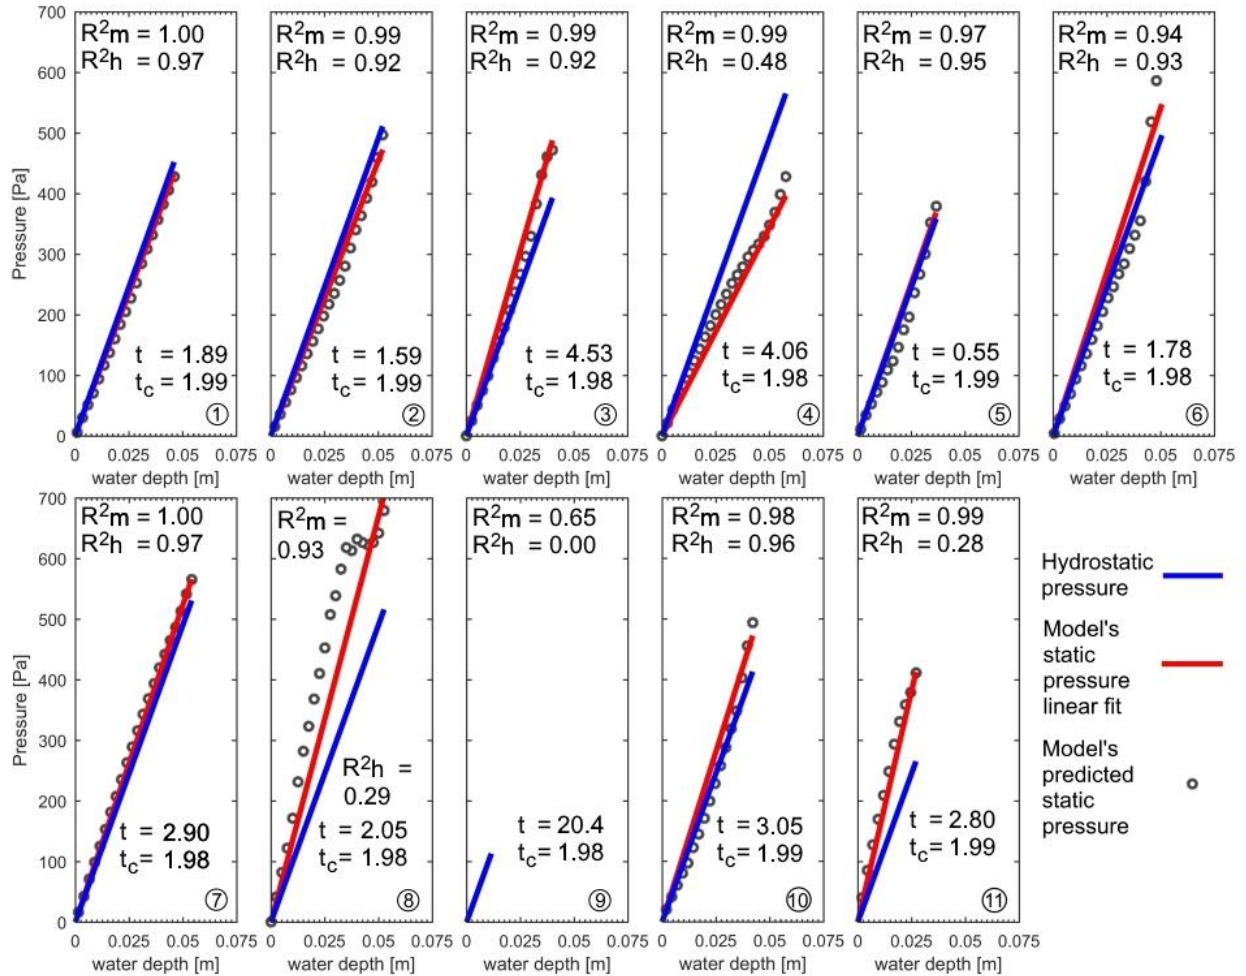 700
600
500
400
300
200
100
0
Pressure [Pa]
R²m = 1.00
R²h = 0.97
t = 1.89
t_c = 1.99
①
0 0.025 0.05 0.075
water depth [m]
R²m = 0.99
R²h = 0.92
t = 1.59
t_c = 1.99
②
0 0.025 0.05 0.075
water depth [m]
R²m = 0.99
R²h = 0.92
t = 4.53
t_c = 1.98
③
0 0.025 0.05 0.075
water depth [m]
R²m = 0.99
R²h = 0.48
t = 4.06
t_c = 1.98
④
0 0.025 0.05 0.075
water depth [m]
R²m = 0.97
R²h = 0.95
t = 0.55
t_c = 1.99
⑤
0 0.025 0.05 0.075
water depth [m]
R²m = 0.94
R²h = 0.93
t = 1.78
t_c = 1.98
⑥
0 0.025 0.05 0.075
water depth [m]
700
600
500
400
300
200
100
0
Pressure [Pa]
R²m = 1.00
R²h = 0.97
t = 2.90
t_c = 1.98
⑦
0 0.025 0.05 0.075
water depth [m]
R²m =
0.93
R²h =
0.29
t = 2.05
t_c = 1.98
⑧
0 0.025 0.05 0.075
water depth [m]
R²m = 0.65
R²h = 0.00
t = 20.4
t_c = 1.98
⑨
0 0.025 0.05 0.075
water depth [m]
R²m = 0.98
R²h = 0.96
t = 3.05
t_c = 1.99
⑩
0 0.025 0.05 0.075
water depth [m]
R²m = 0.99
R²h = 0.28
t = 2.80
t_c = 1.99
⑪
0 0.025 0.05 0.075
water depth [m]
Hydrostatic
pressure
Model's
static
pressure
linear fit
Model's
predicted
static
pressure